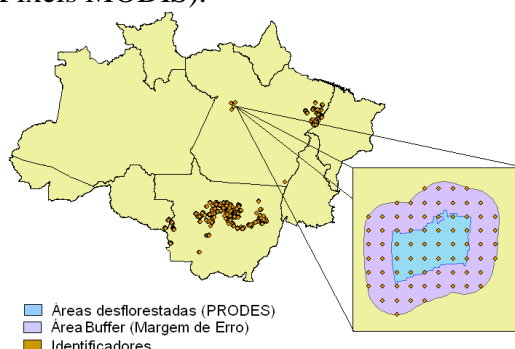 Pixels MODIS).
Áreas desflorestadas (PRODES)
Área Buffer (Margem de Erro)
Identificadores